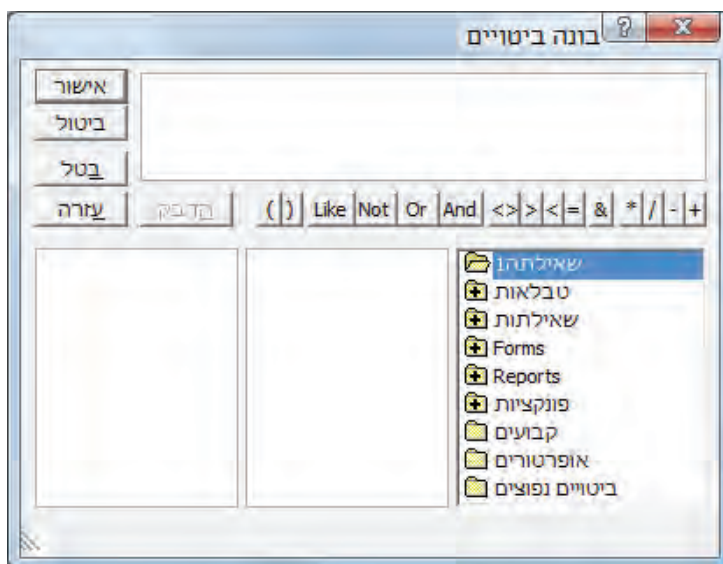 בונה ביטויים
אישור
ביטול
בטל
+ - / * & = > < <> And Or Not Like ) (
הדבק
עזרה
שאילתה1
טבלאות
שאילתות
Forms
Reports
פונקציות
קבועים
אופרטורים
ביטויים נפוצים